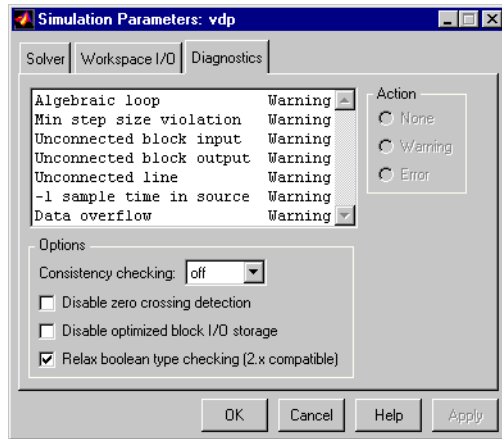 Simulation Parameters: vdp
Solver Workspace I/O Diagnostics
Algebraic loop Warning
Min step size violation Warning
Unconnected block input Warning
Unconnected block output Warning
Unconnected line Warning
-1 sample time in source Warning
Data overflow Warning
Action
None
Warning
Error
Options
Consistency checking: off
Disable zero crossing detection
Disable optimized block I/O storage
Relax boolean type checking (2.x compatible)
OK Cancel Help Apply